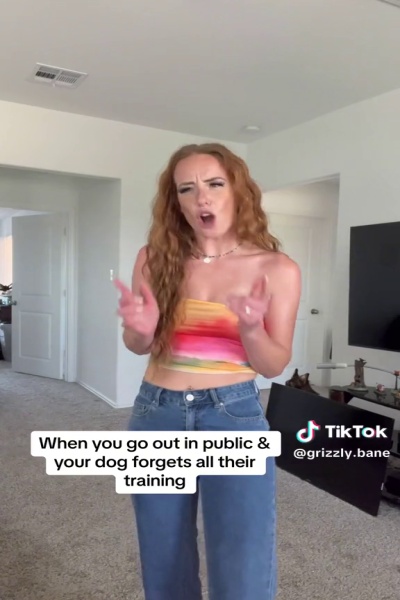 When you go out in public &
your dog forgets all their
training
TikTok
@grizzly.bane